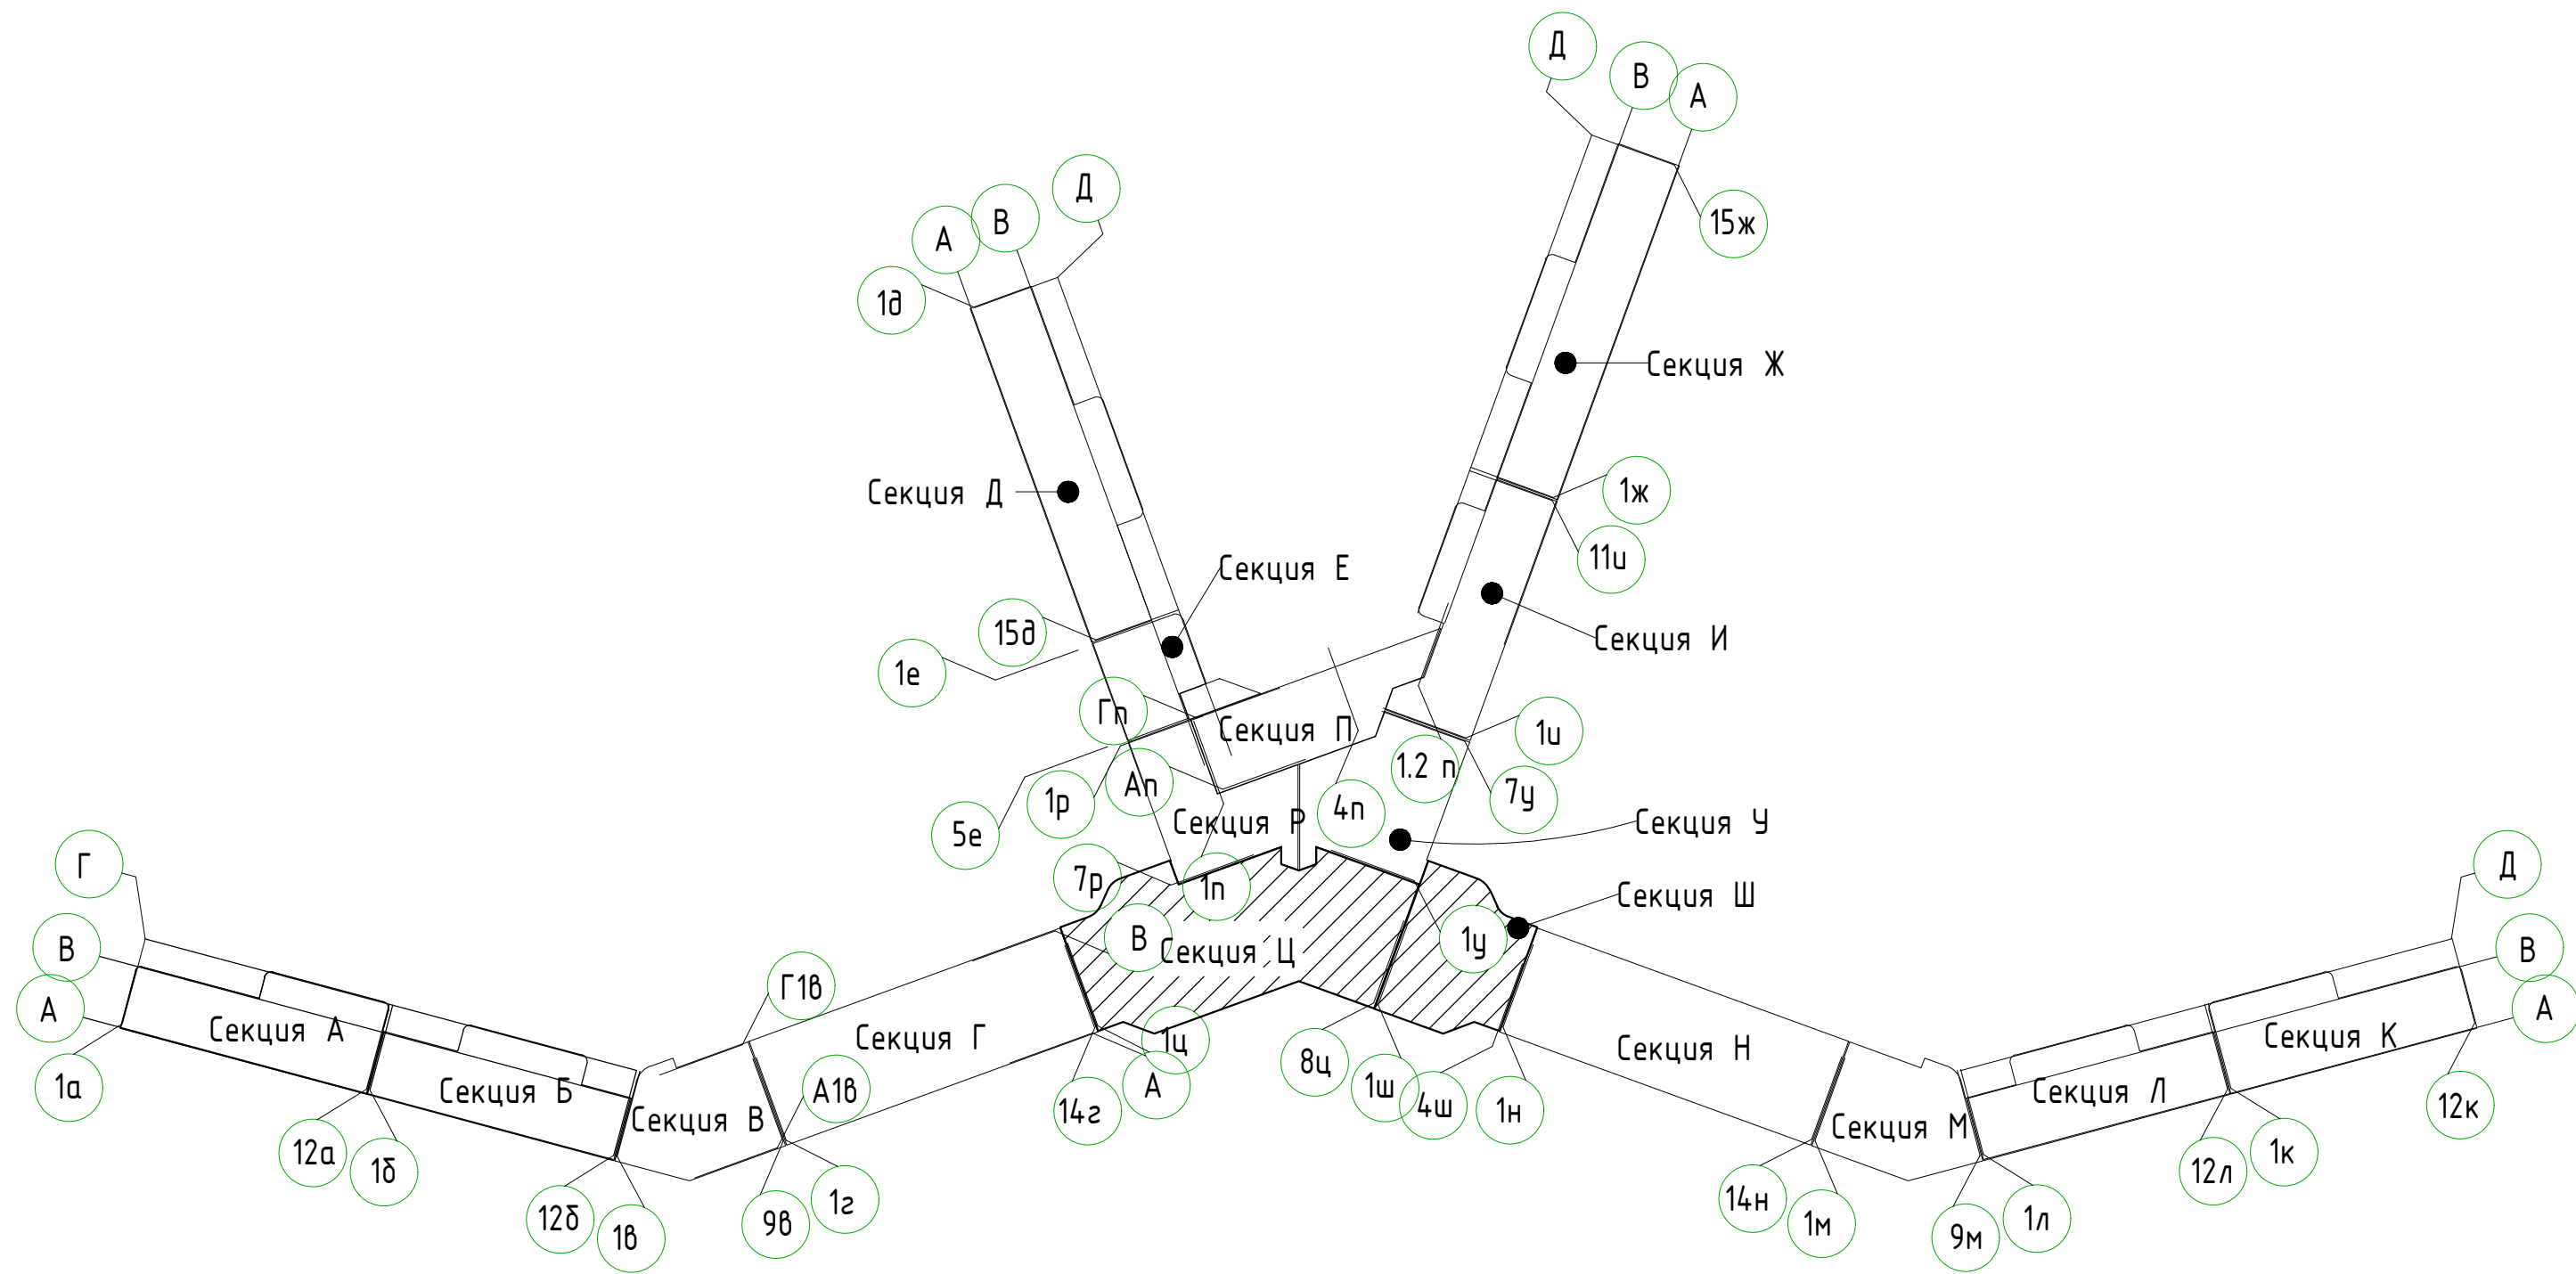 Д
В
А
Д
В
А
15ж
1д
Секция Ж
Секция Д
1ж
11и
Секция Е
15д
Секция И
1е
Гп
Секция П
1и
Ап
1.2 п
7у
1р
4п
5е
Секция Р
Секция У
Г
Д
7р
1п
Секция Ш
В
В
1у
В
Секция Ц
Г1в
А
А
Секция А
Секция Г
1ц
Секция Н
Секция К
1а
Секция Б
А1в
А
8ц
1ш
4ш
1н
Секция Л
12к
14г
Секция В
Секция М
12а
1б
12л
1к
12б
1в
9в
1г
14н
1м
9м
1л